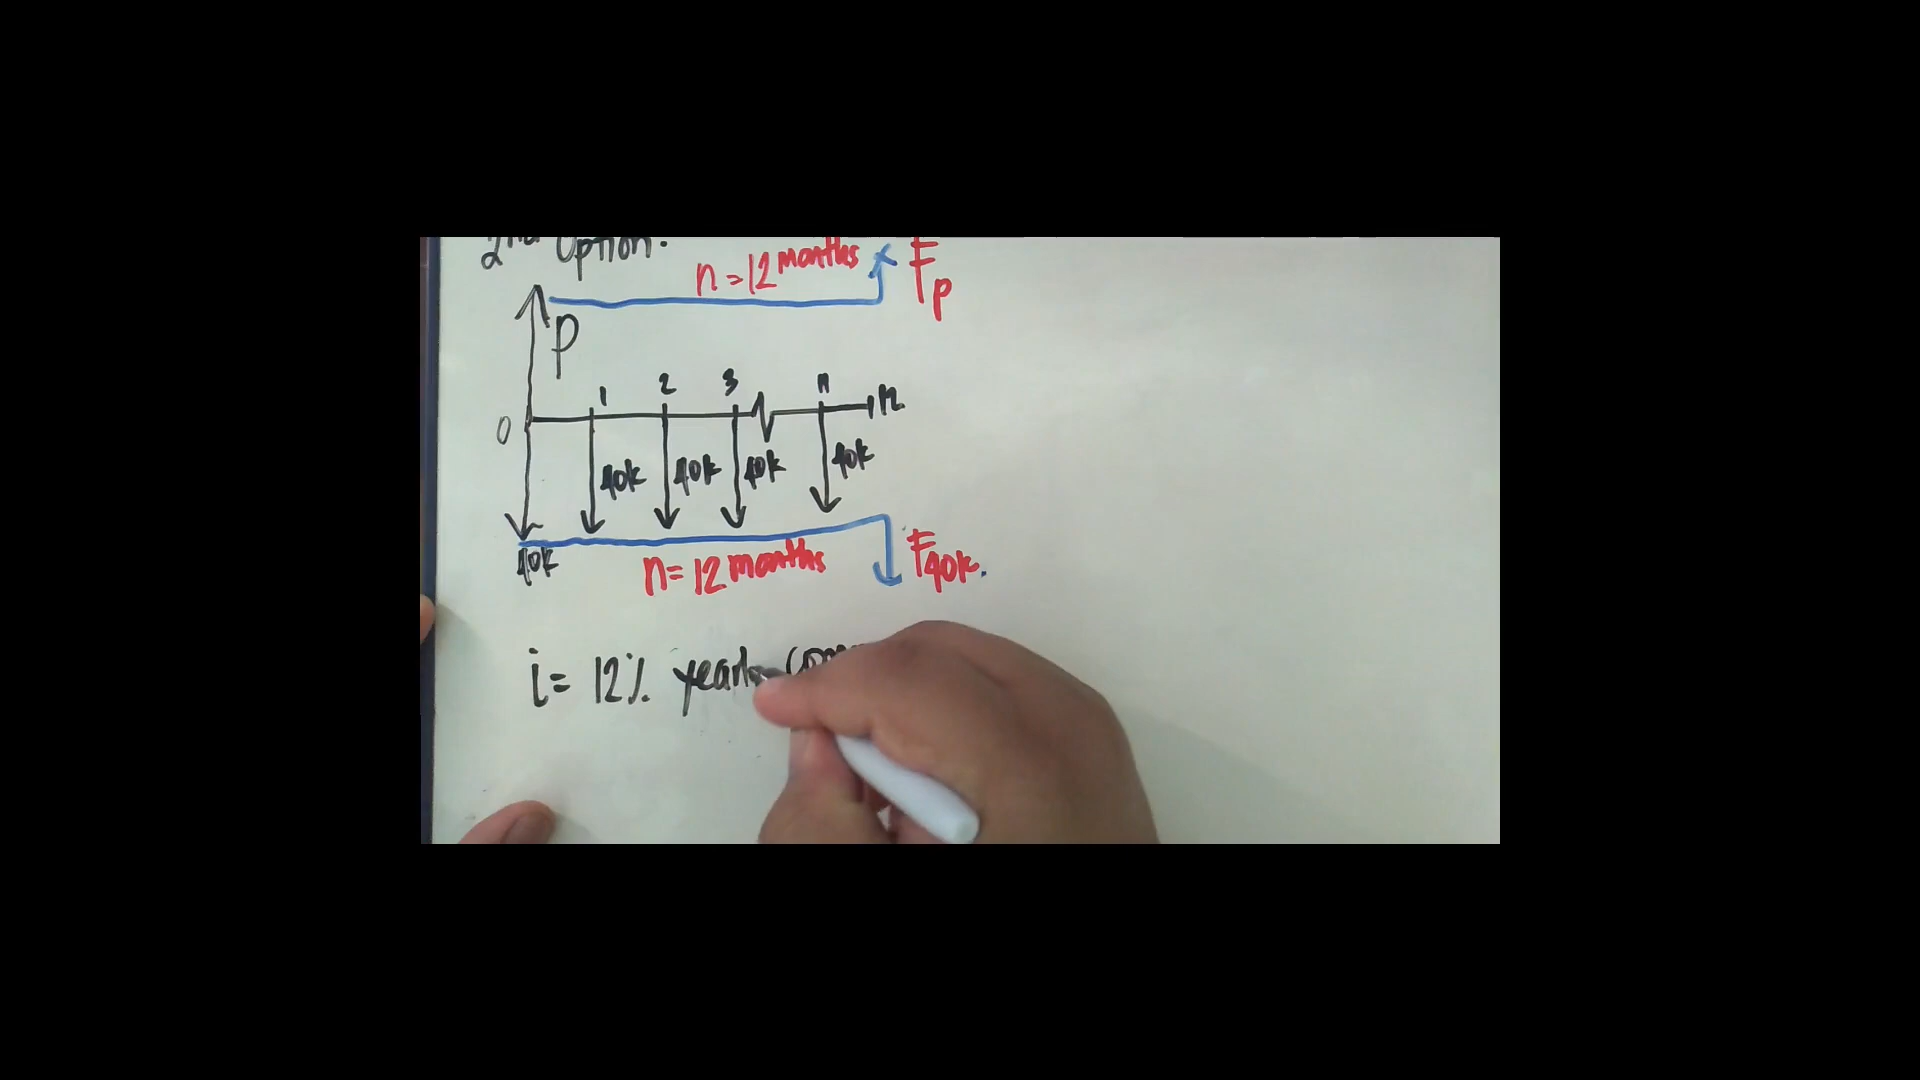 2nd Option.
n=12 months Fp
P
1 2 3 n 12
0
40k 40k 40k 40k
40k n=12 months F40k.
i= 12% yearly